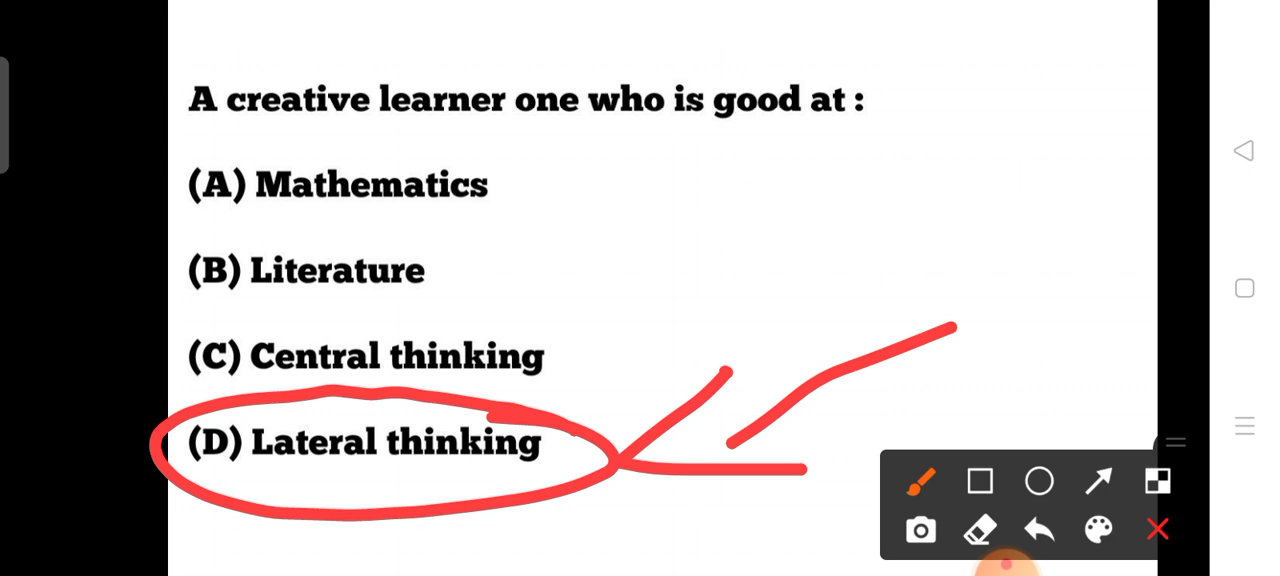 A creative learner one who is good at :
(A) Mathematics
(B) Literature
(C) Central thinking
(D) Lateral thinking